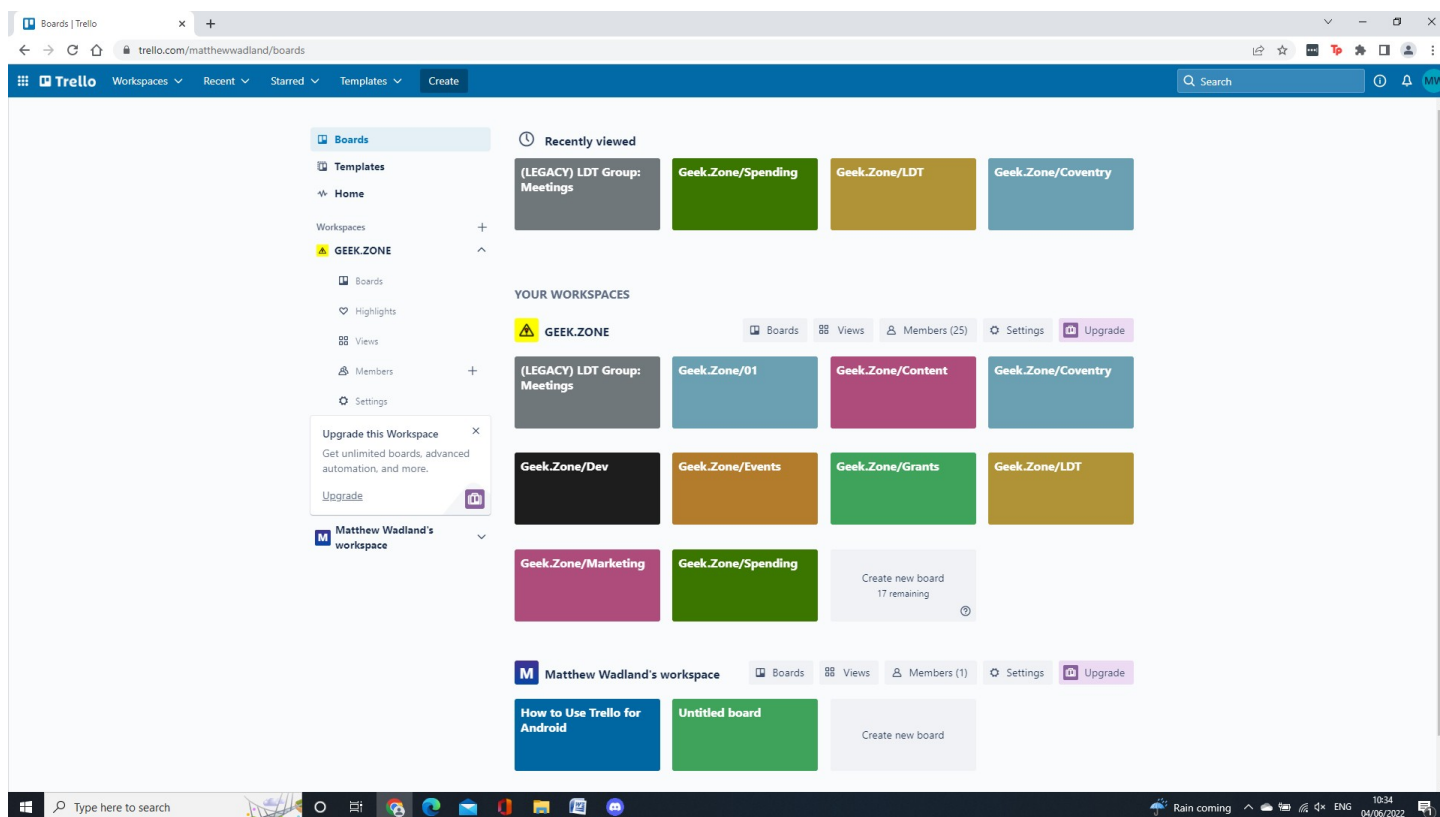 Boards | Trello
trello.com/matthewwadland/boards
Trello Workspaces Recent Starred Templates Create Search MW
Boards
Templates
Home
Workspaces
GEEK.ZONE
Boards
Highlights
Views
Members
Settings
Upgrade this Workspace
Get unlimited boards, advanced
automation, and more.
Upgrade
M Matthew Wadland's
workspace
Recently viewed
(LEGACY) LDT Group:
Meetings
Geek.Zone/Spending
Geek.Zone/LDT
Geek.Zone/Coventry
YOUR WORKSPACES
GEEK.ZONE Boards Views Members (25) Settings Upgrade
(LEGACY) LDT Group:
Meetings
Geek.Zone/01
Geek.Zone/Content
Geek.Zone/Coventry
Geek.Zone/Dev
Geek.Zone/Events
Geek.Zone/Grants
Geek.Zone/LDT
Geek.Zone/Marketing
Geek.Zone/Spending
Create new board
17 remaining
M Matthew Wadland's workspace Boards Views Members (1) Settings Upgrade
How to Use Trello for
Android
Untitled board
Create new board
Type here to search
Rain coming
ENG
10:34
04/06/2022